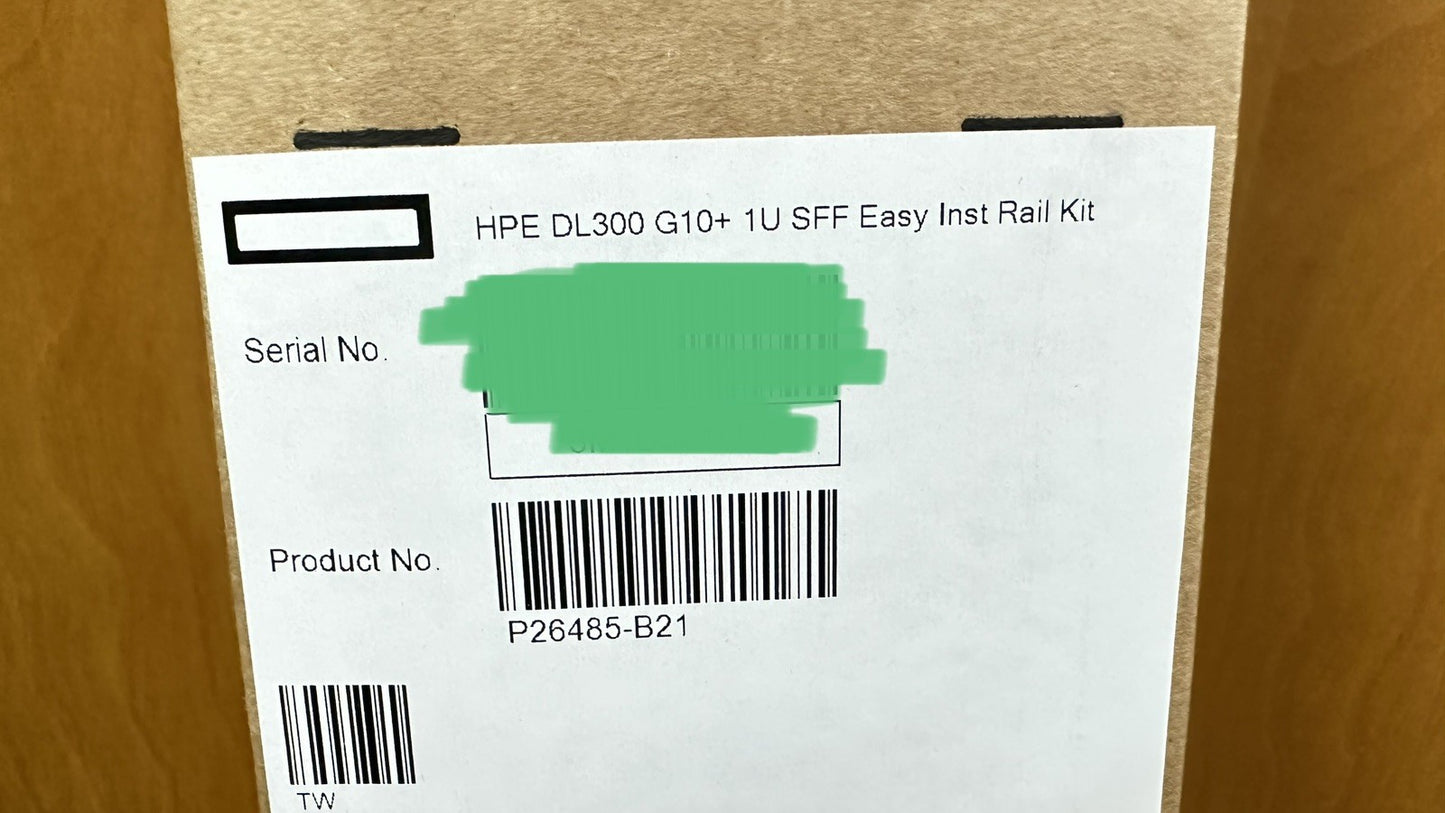 HPE DL300 G10+ 1U SFF Easy Inst Rail Kit
Serial No.
Product No.
P26485-B21
TW